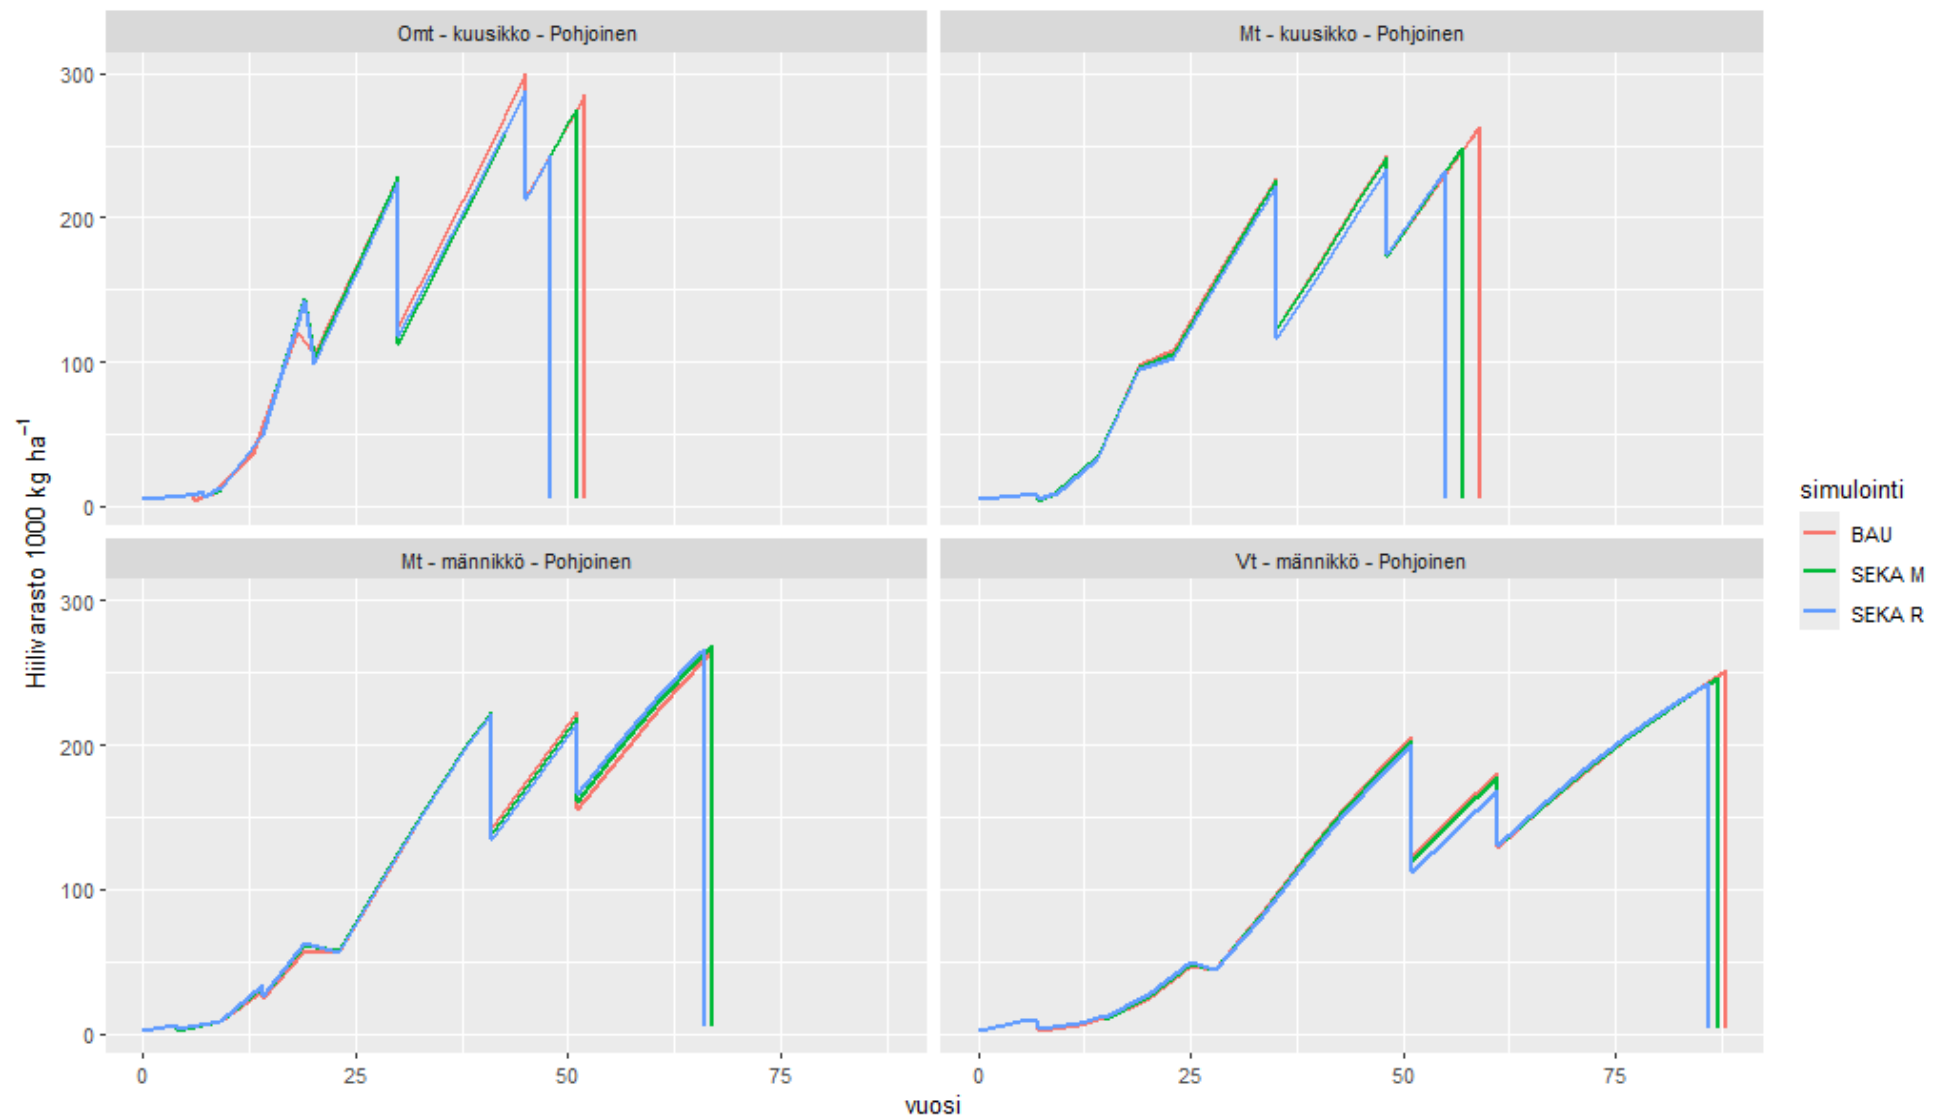 Omt - kuusikko - Pohjoinen
Mt - kuusikko - Pohjoinen
300
200
100
0
Mt - männikkö - Pohjoinen
Vt - männikkö - Pohjoinen
300
200
100
0
0 25 50 75
0 25 50 75
vuosi
Hiilivarasto 1000 kg ha⁻¹
simulointi
BAU
SEKA M
SEKA R